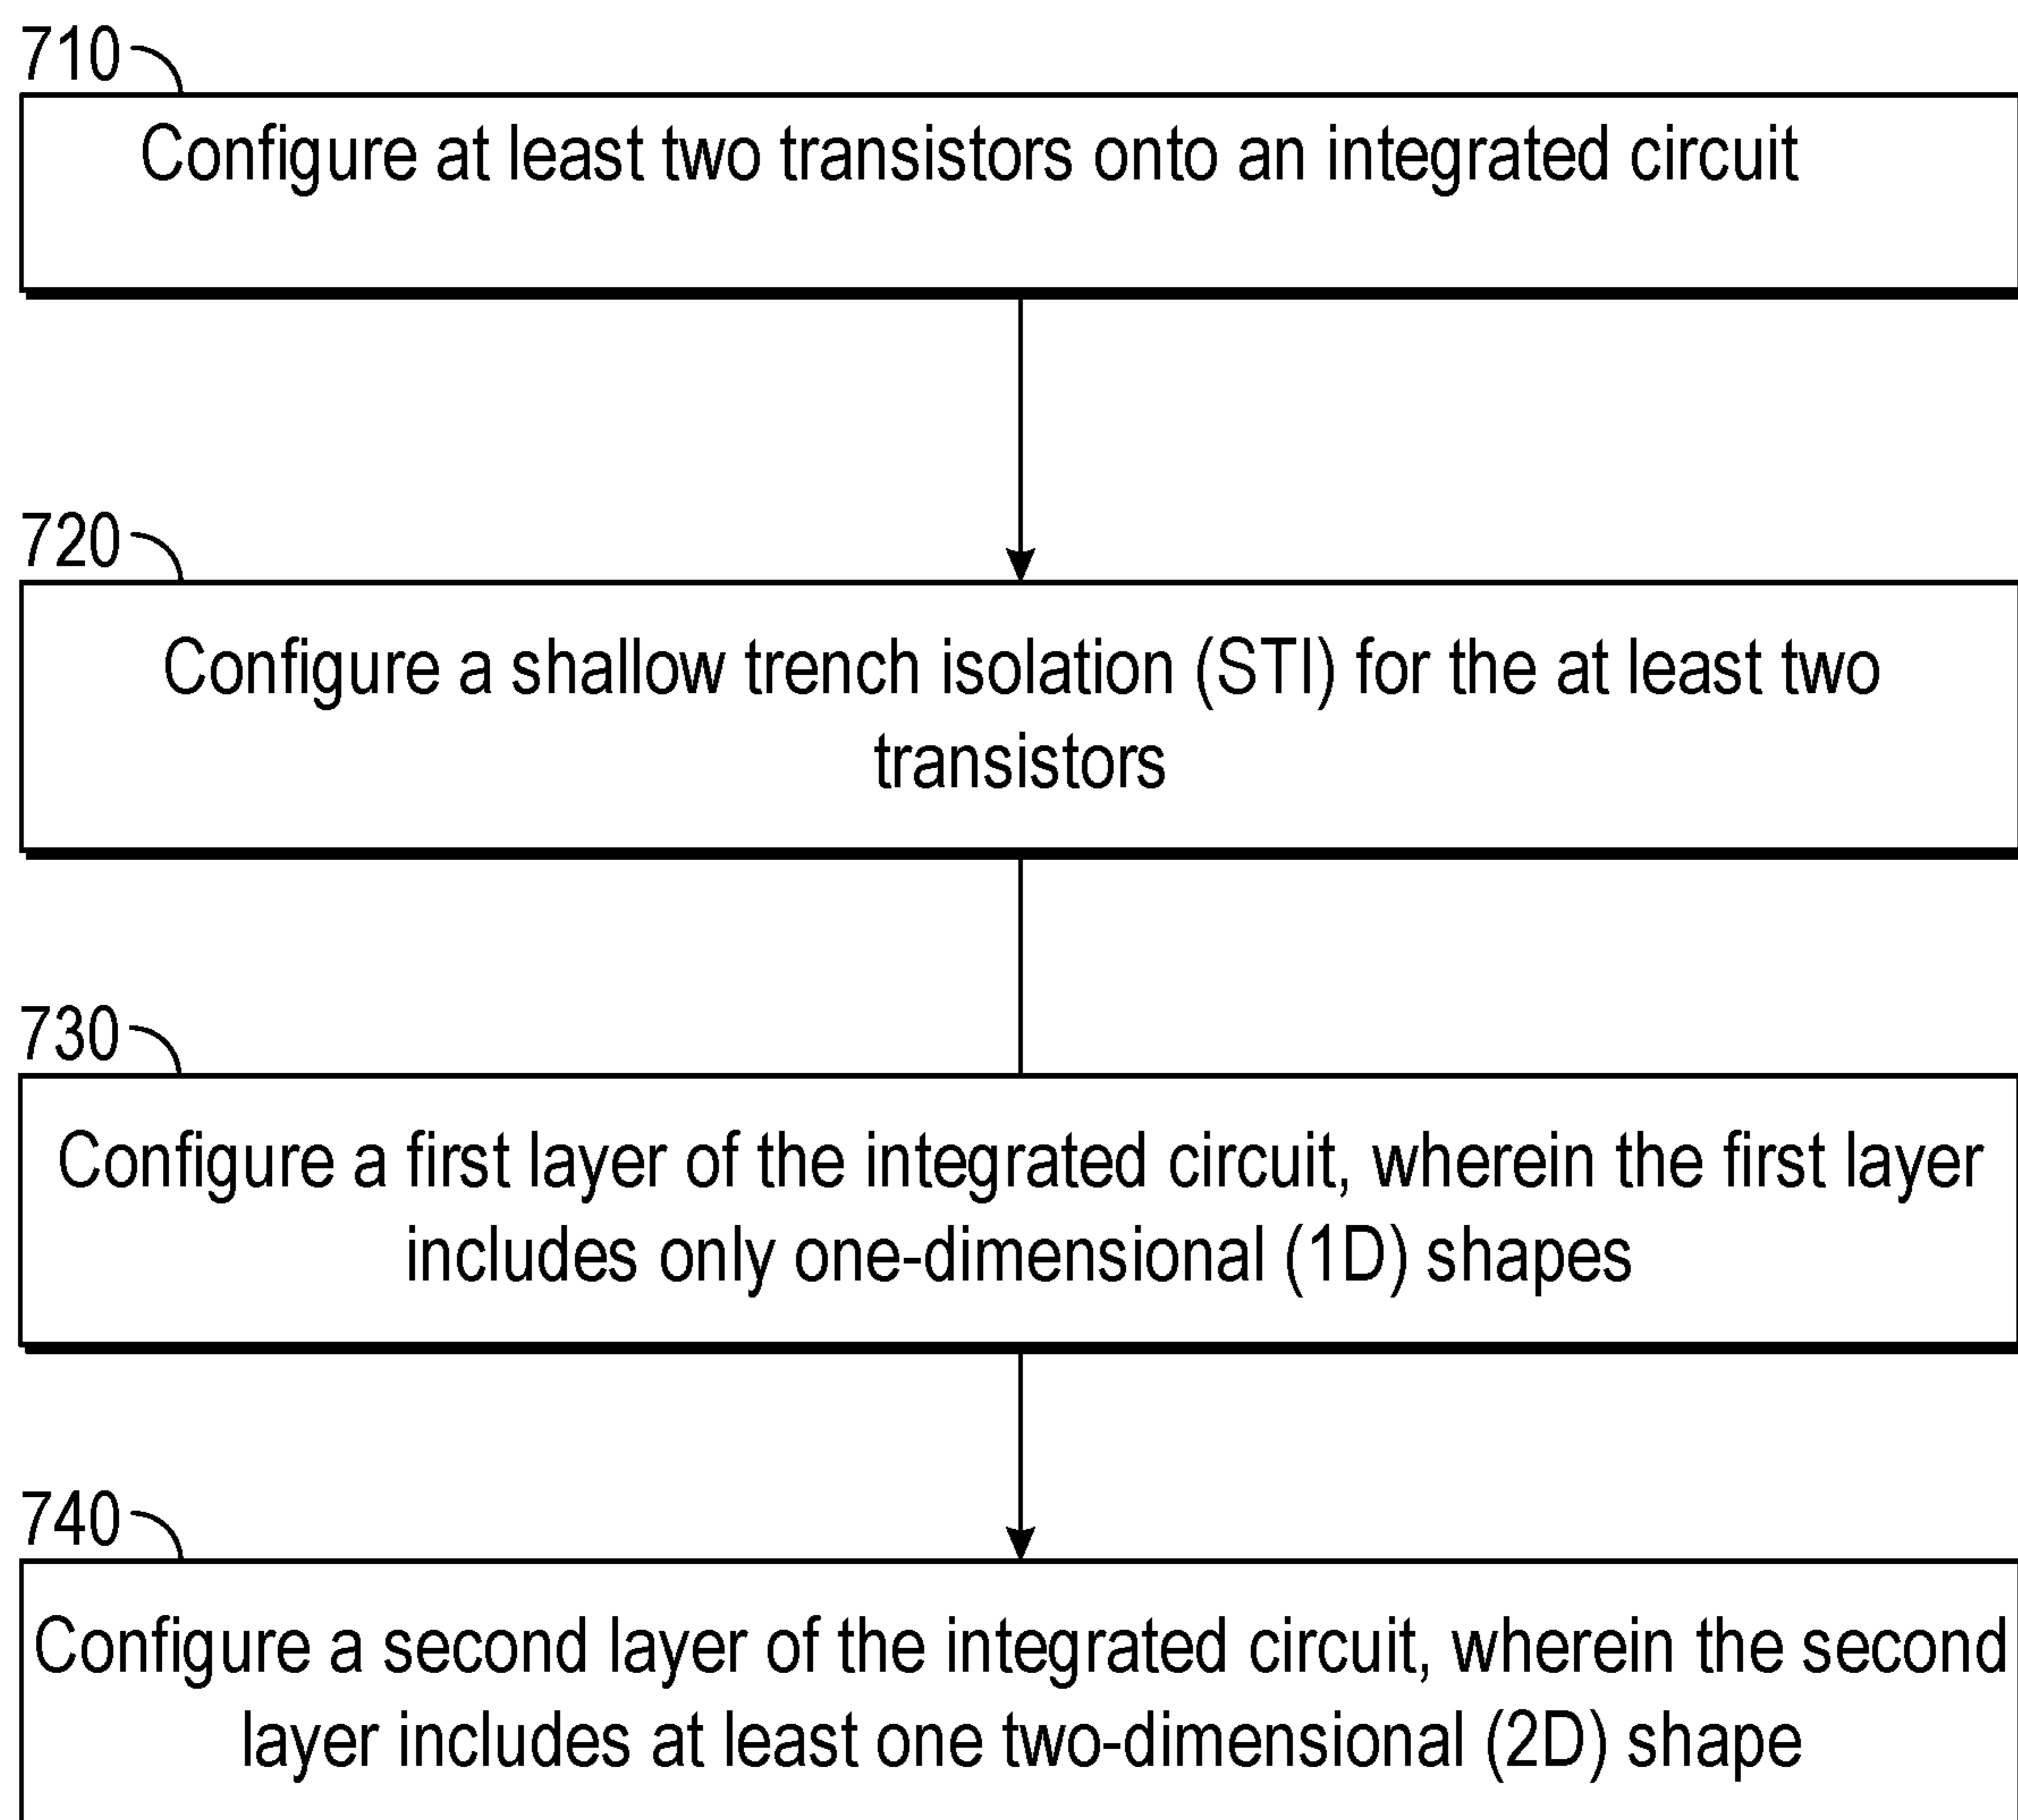 710
Configure at least two transistors onto an integrated circuit
720
Configure a shallow trench isolation (STI) for the at least two
transistors
730
Configure a first layer of the integrated circuit, wherein the first layer
includes only one-dimensional (1D) shapes
740
Configure a second layer of the integrated circuit, wherein the second
layer includes at least one two-dimensional (2D) shape